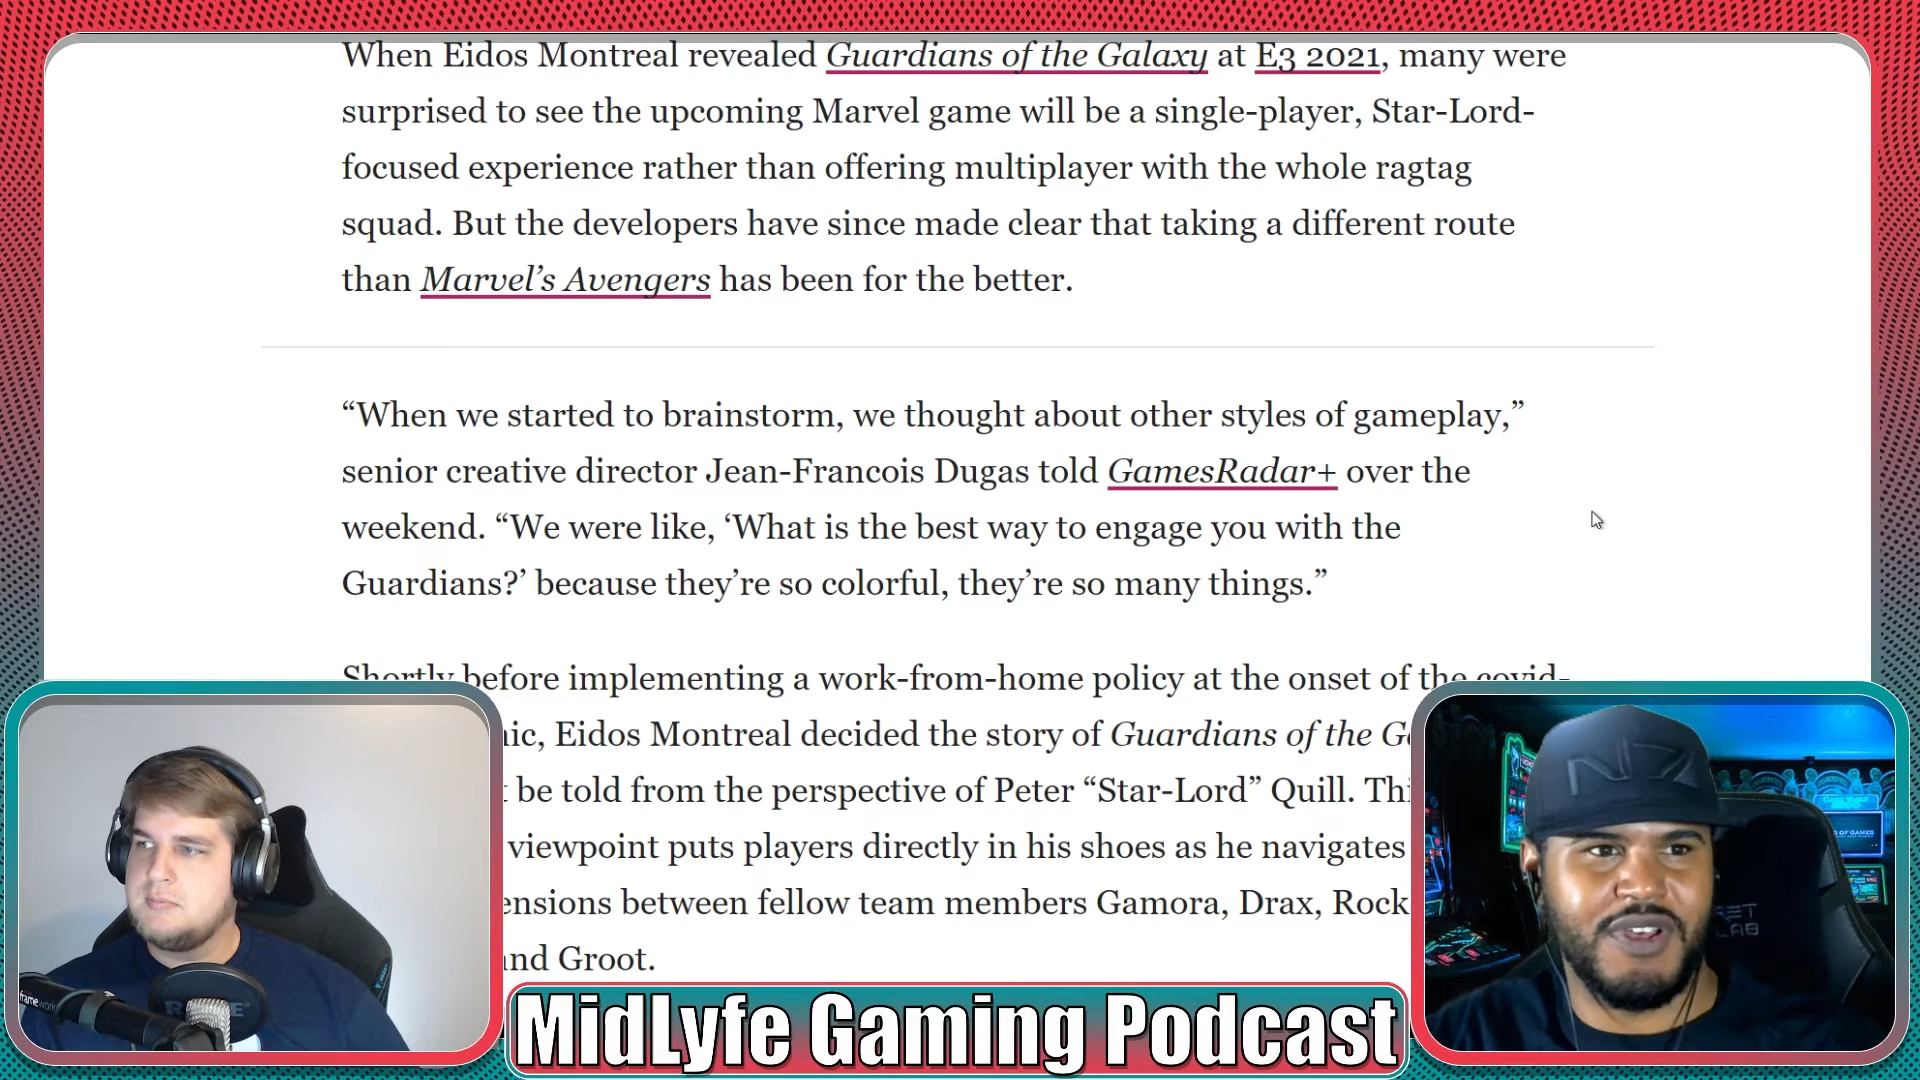 When Eidos Montreal revealed Guardians of the Galaxy at E3 2021, many were
surprised to see the upcoming Marvel game will be a single-player, Star-Lord-
focused experience rather than offering multiplayer with the whole ragtag
squad. But the developers have since made clear that taking a different route
than Marvel’s Avengers has been for the better.
“When we started to brainstorm, we thought about other styles of gameplay,”
senior creative director Jean-Francois Dugas told GamesRadar+ over the
weekend. “We were like, ‘What is the best way to engage you with the
Guardians?’ because they’re so colorful, they’re so many things.”
Shortly before implementing a work-from-home policy at the onset of the covid-
Eidos Montreal decided the story of Guardians of the
be told from the perspective of Peter “Star-Lord” Quill.
viewpoint puts players directly in his shoes as he navigates
between fellow team members Gamora, Drax,
and Groot.
N7
OF GAMES
framework
MidLyfe Gaming Podcast